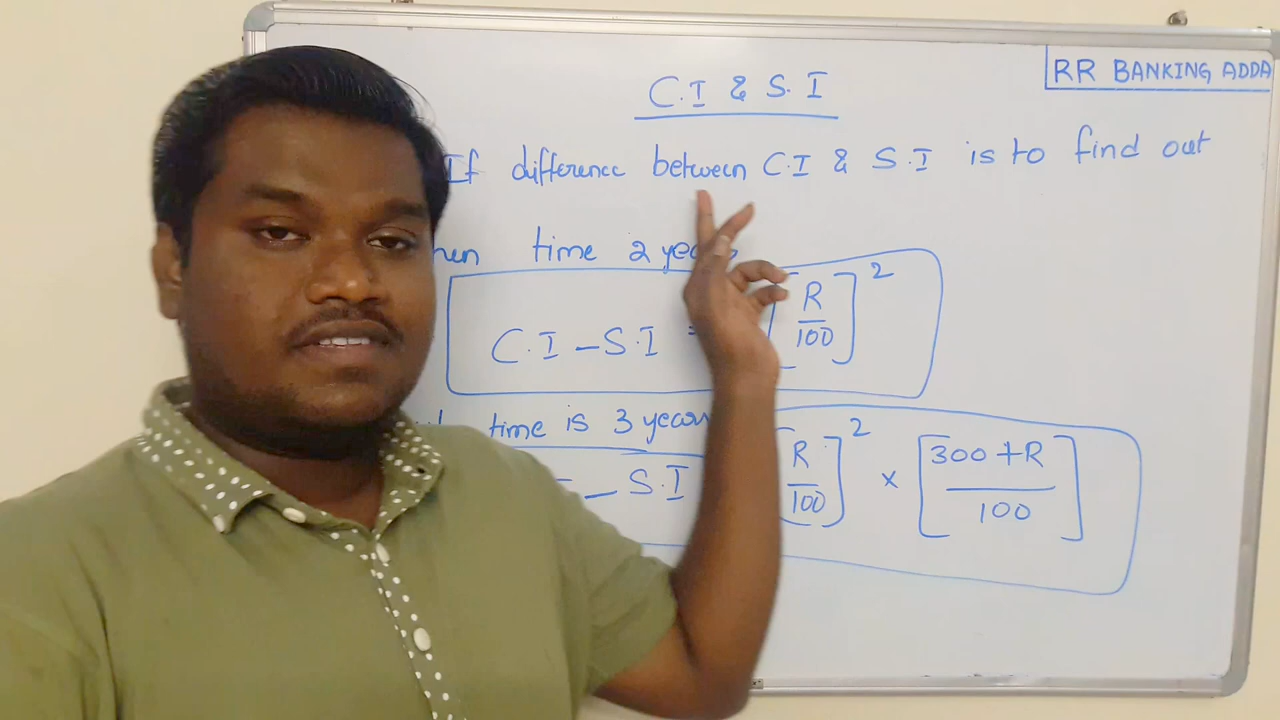 RR BANKING ADDA
C.I & S.I
If difference between C.I & S.I is to find out
time 2 years
C.I - S.I = [R/100]²
time is 3 years
- S.I [R/100]² × [300+R/100]